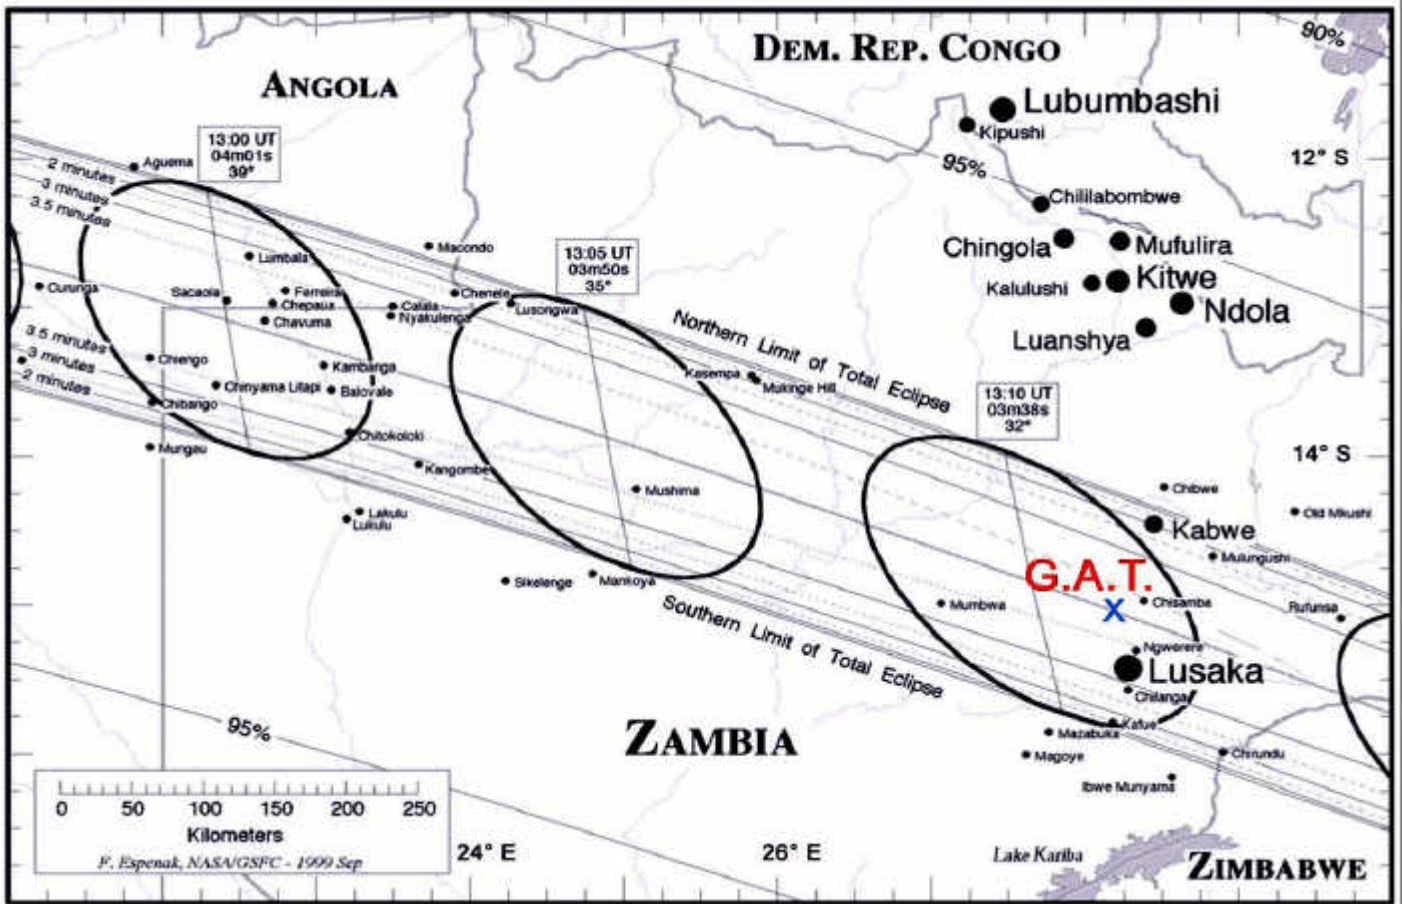 90%
DEM. REP. CONGO
ANGOLA
Lubumbashi
Kipushi
13:00 UT
04m01s
39°
Aguema
95%
12° S
2 minutes
3 minutes
3.5 minutes
Chililabombwe
Chingola
Mufulira
Macondo
13:05 UT
03m50s
35°
Lumbala
Kalulushi
Kitwe
Curunga
Sacaola
Ferreira
Chepaua
Chavuma
Calala
Nyakulenga
Chenele
Lusongwa
Ndola
Luanshya
Northern Limit of Total Eclipse
3.5 minutes
3 minutes
2 minutes
Chiengo
Kambanga
Chinyama Litapi
Balovale
Chibango
Kasempa
Mukinge Hill
13:10 UT
03m38s
32°
Chitokoloki
Mungau
Kangombe
14° S
Mushima
Chibwe
Lakulu
Lukulu
Old Mkushi
Kabwe
Mulungushi
Sikelenge
Mankoya
G.A.T.
x
Mumbwa
Chisamba
Rufunsa
Southern Limit of Total Eclipse
Ngwerere
Lusaka
Chilanga
95%
ZAMBIA
Kafue
Mazabuka
Magoye
Chirundu
Ibwe Munyama
0 50 100 150 200 250
Kilometers
F. Espenak, NASA/GSFC - 1999 Sep
24° E
26° E
Lake Kariba
ZIMBABWE